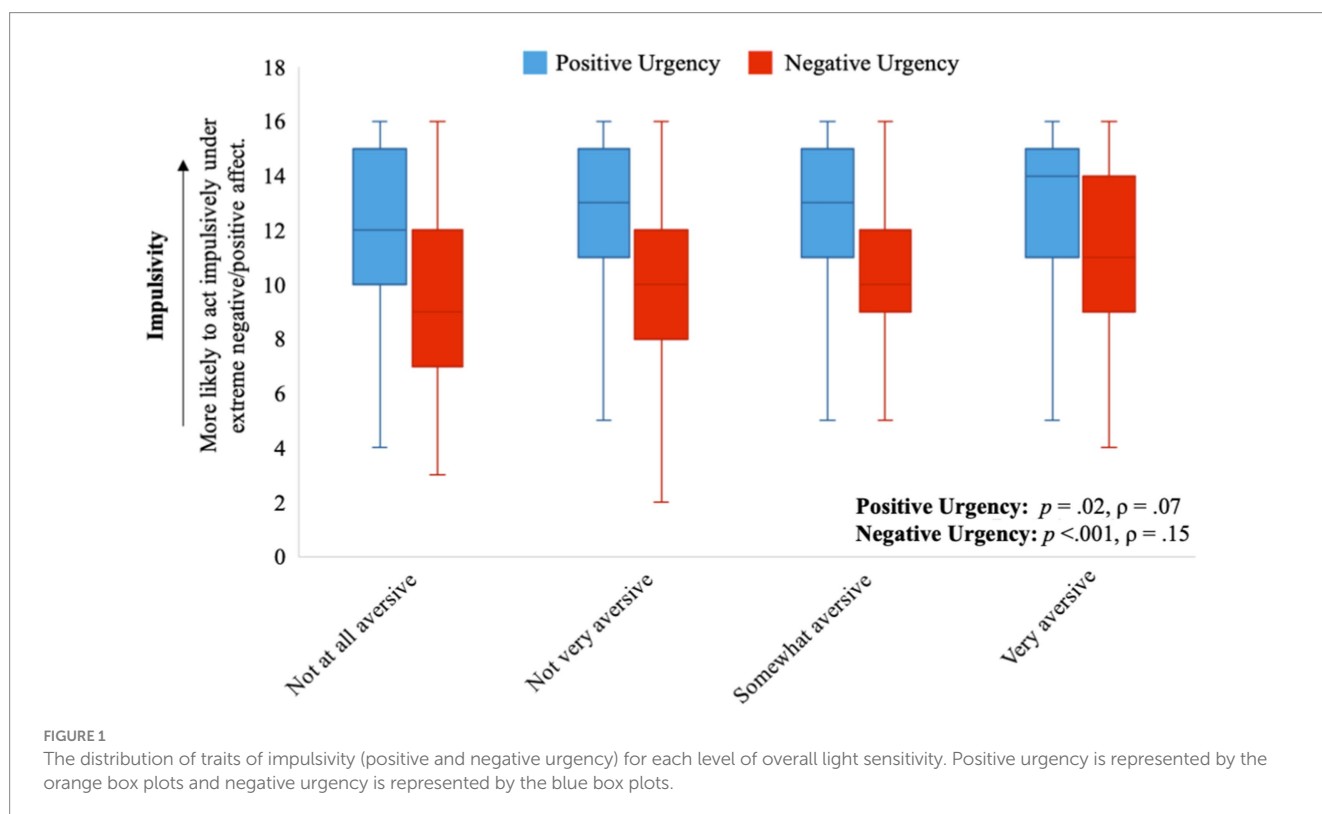 Positive Urgency
Negative Urgency
18
16
14
12
10
8
6
4
2
0
Impulsivity
More likely to act impulsively under
extreme negative/positive affect.
Positive Urgency: p = .02, ρ = .07
Negative Urgency: p <.001, ρ = .15
Not at all aversive
Not very aversive
Somewhat aversive
Very aversive
FIGURE 1
The distribution of traits of impulsivity (positive and negative urgency) for each level of overall light sensitivity. Positive urgency is represented by the
orange box plots and negative urgency is represented by the blue box plots.